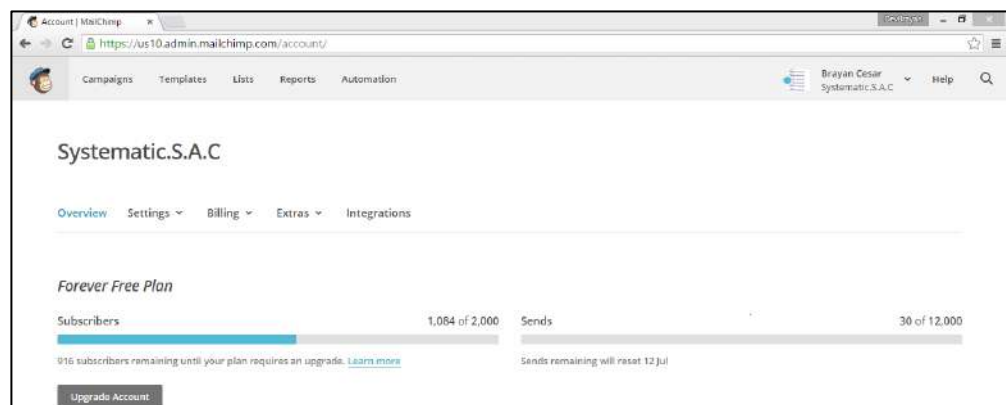 Account | MailChimp
https://us10.admin.mailchimp.com/account/
Campaigns Templates Lists Reports Automation
Brayan Cesar
Systematic.S.A.C
Help
Systematic.S.A.C
Overview Settings Billing Extras Integrations
Forever Free Plan
Subscribers 1,084 of 2,000 Sends 30 of 12,000
916 subscribers remaining until your plan requires an upgrade. Learn more
Sends remaining will reset 12 Jul
Upgrade Account